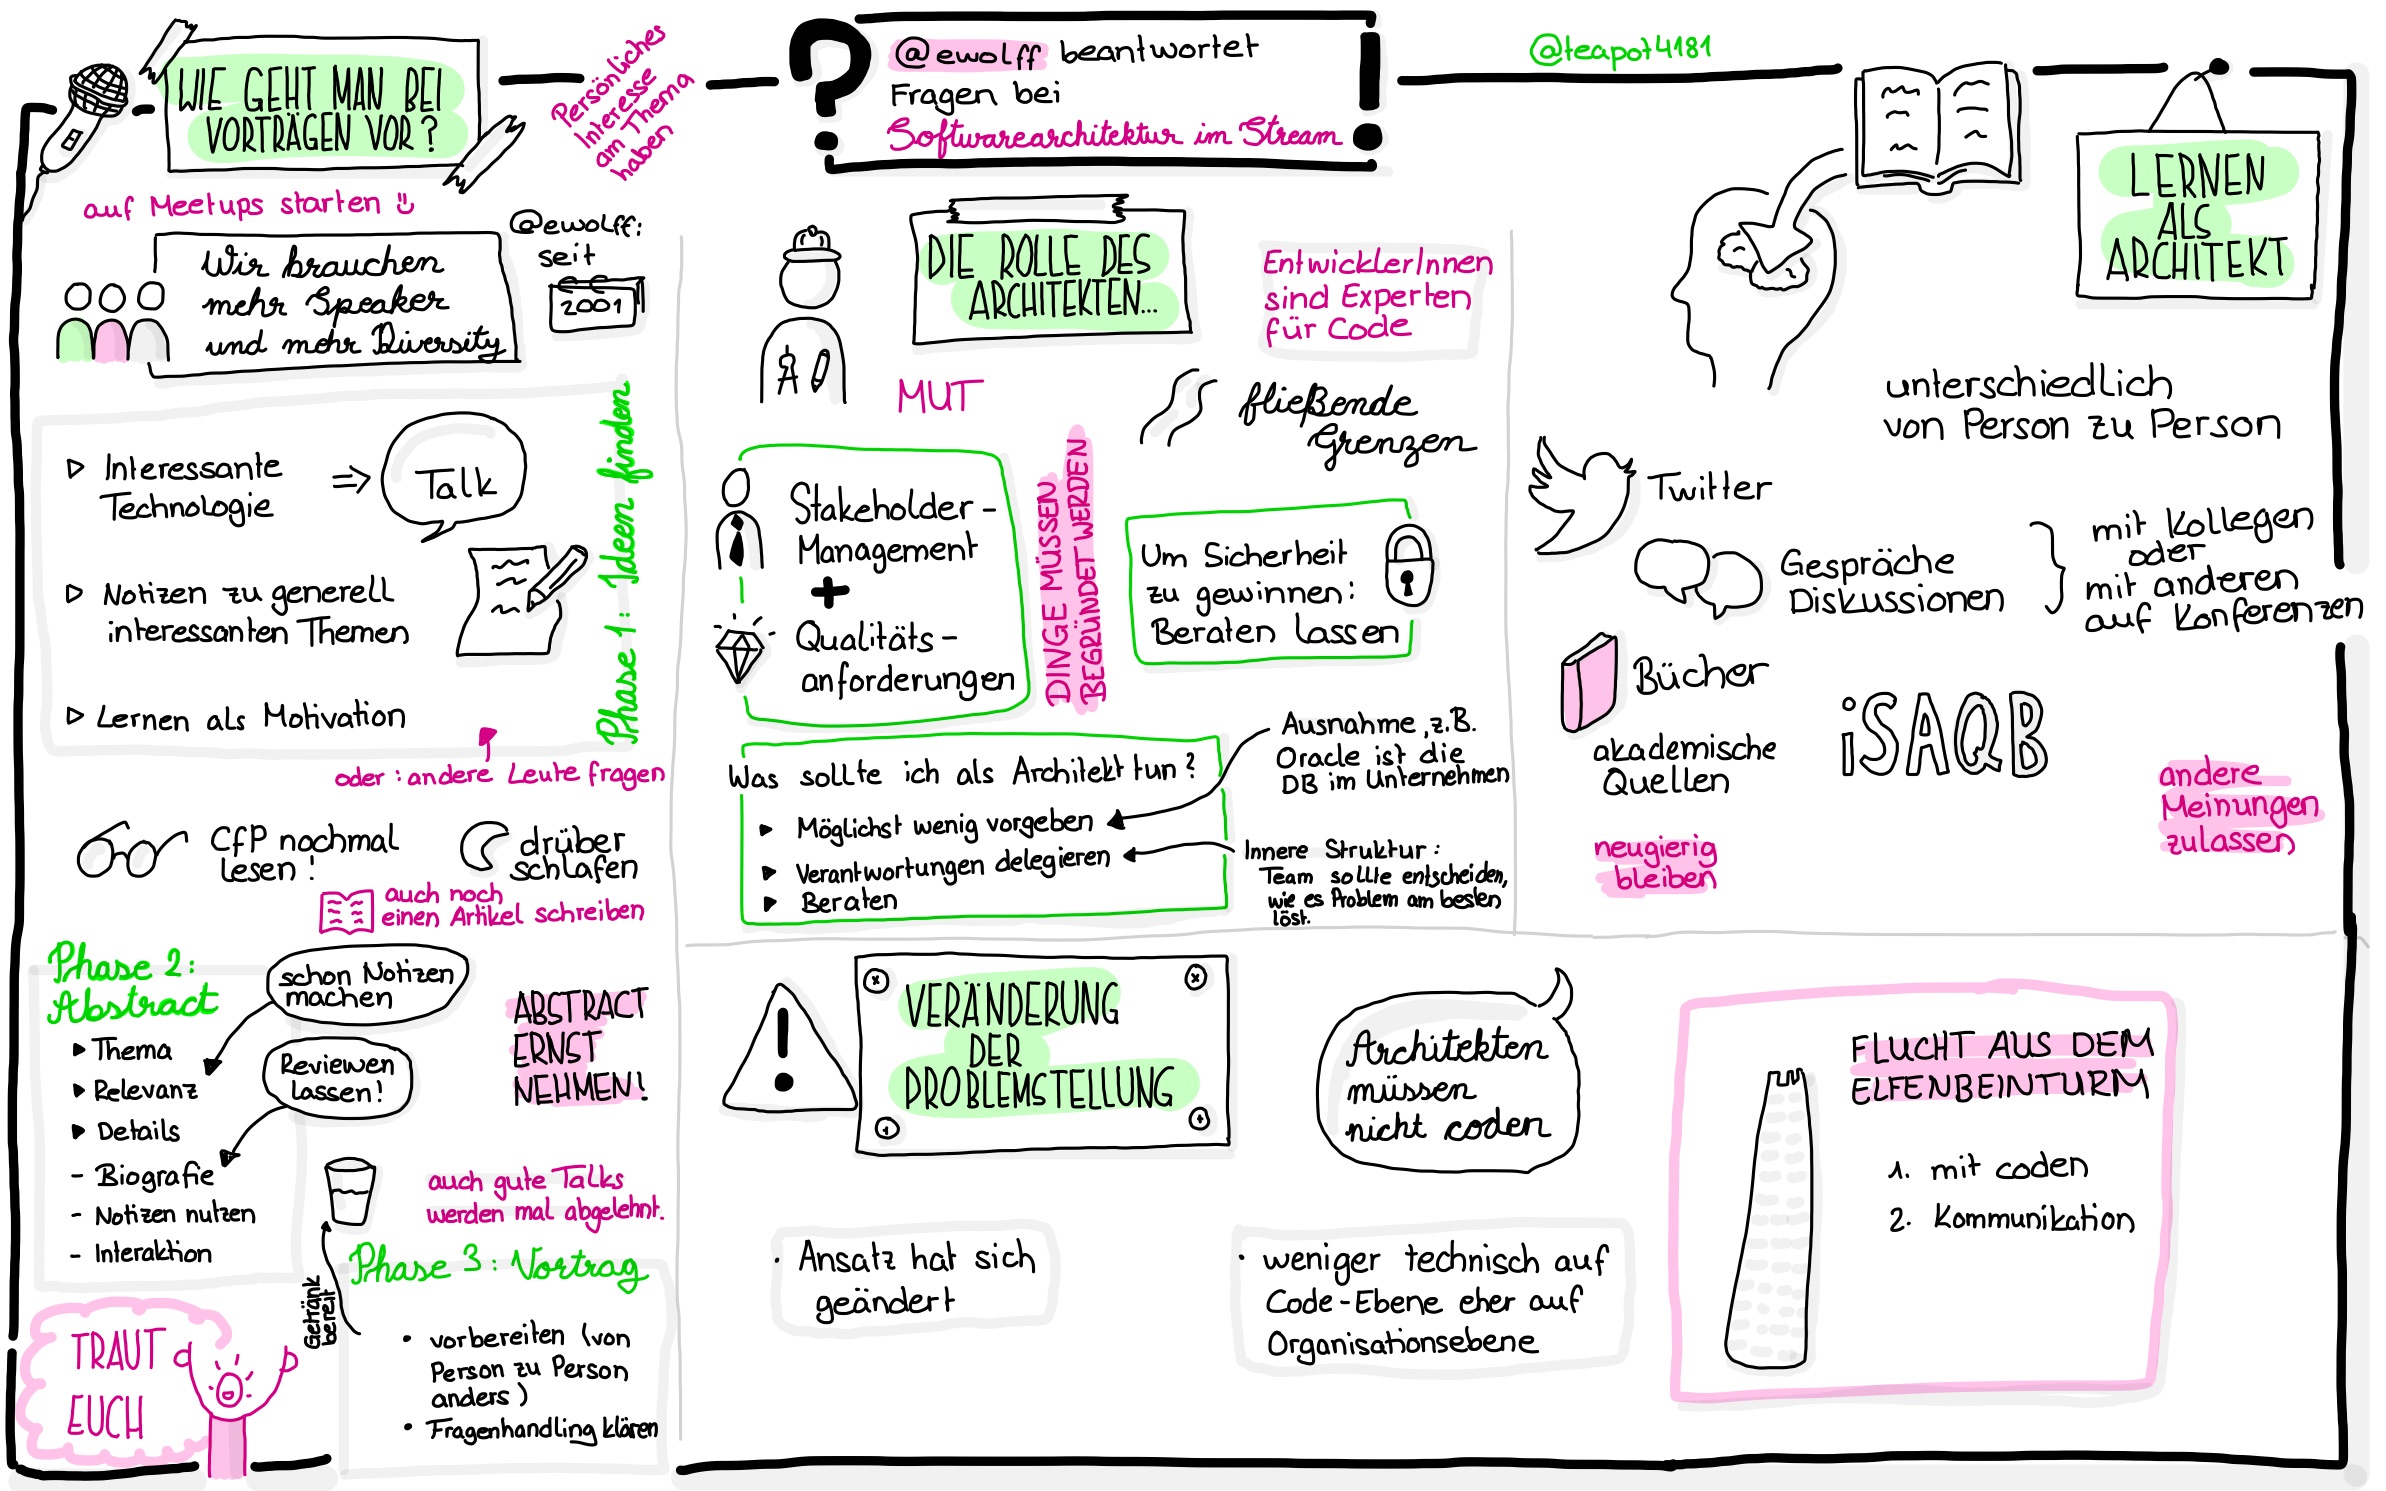 @ewolff beantwortet
Fragen bei
Softwarearchitektur im Stream
@teapot4181
WIE GEHT MAN BEI
VORTRÄGEN VOR?
Persönliches
Interesse
am Thema
haben
auf Meetups starten
@ewolff:
seit
2001
Wir brauchen
mehr Speaker
und mehr Diversity
Phase 1: Ideen finden
Interessante
Technologie
⇒
Talk
Notizen zu generell
interessanten Themen
Lernen als Motivation
oder: andere Leute fragen
CfP nochmal
lesen!
drüber
schlafen
auch noch
einen Artikel schreiben
Phase 2:
Abstract
schon Notizen
machen
Reviewen
lassen!
Thema
Relevanz
Details
- Biografie
- Notizen nutzen
- Interaktion
ABSTRACT
ERNST
NEHMEN!
auch gute Talks
werden mal abgelehnt.
Getränk
bereit
Phase 3: Vortrag
• vorbereiten (von
Person zu Person
anders)
• Fragenhandling klären
TRAUT
EUCH
DIE ROLLE DES
ARCHITEKTEN...
EntwicklerInnen
sind Experten
für Code
MUT
fließende
Grenzen
Stakeholder-
Management
+
Qualitäts-
anforderungen
DINGE MÜSSEN
BEGRÜNDET WERDEN
Um Sicherheit
zu gewinnen:
Beraten lassen
Was sollte ich als Architekt tun?
Möglichst wenig vorgeben
Verantwortungen delegieren
Beraten
Ausnahme, z.B.
Oracle ist die
DB im Unternehmen
Innere Struktur:
Team sollte entscheiden,
wie es Problem am besten
löst.
LERNEN
ALS
ARCHITEKT
unterschiedlich
von Person zu Person
Twitter
Gespräche
Diskussionen
mit Kollegen
oder
mit anderen
auf Konferenzen
Bücher
akademische
Quellen
iSAQB
neugierig
bleiben
andere
Meinungen
zulassen
VERÄNDERUNG
DER
PROBLEMSTELLUNG
Architekten
müssen
nicht coden
• Ansatz hat sich
geändert
• weniger technisch auf
Code-Ebene eher auf
Organisationsebene
FLUCHT AUS DEM
ELFENBEINTURM
1. mit coden
2. Kommunikation